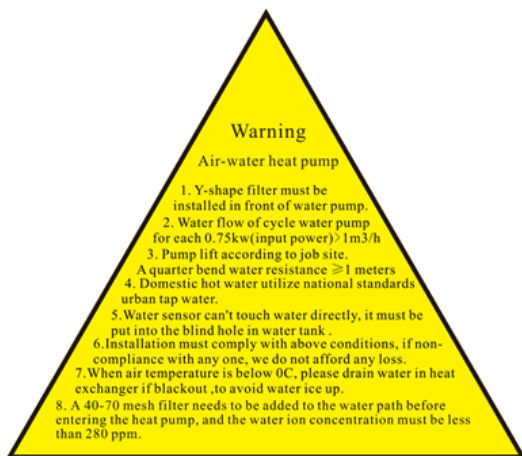 Warning
Air-water heat pump
1. Y-shape filter must be
installed in front of water pump.
2. Water flow of cycle water pump
for each 0.75kw(input power)>1m3/h
3. Pump lift according to job site.
A quarter bend water resistance ≥1 meters
4. Domestic hot water utilize national standards
urban tap water.
5.Water sensor can't touch water directly, it must be
put into the blind hole in water tank .
6.Installation must comply with above conditions, if non-
compliance with any one, we do not afford any loss.
7.When air temperature is below 0C, please drain water in heat
exchanger if blackout ,to avoid water ice up.
8. A 40-70 mesh filter needs to be added to the water path before
entering the heat pump, and the water ion concentration must be less
than 280 ppm.